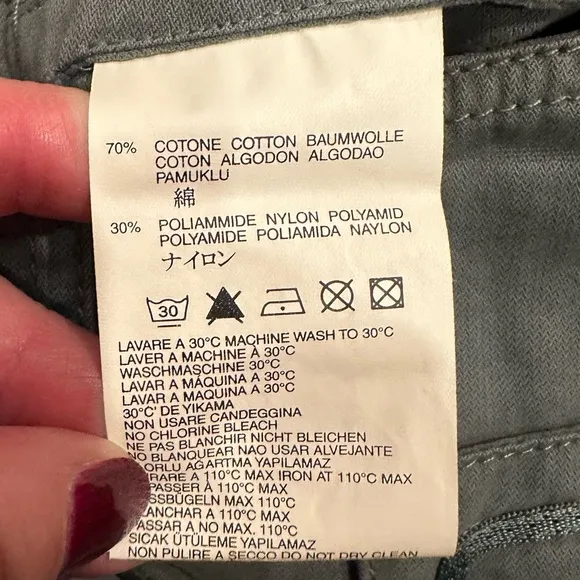 70% COTONE COTTON BAUMWOLLE
COTON ALGODON ALGODAO
PAMUKLU
綿
30% POLIAMMIDE NYLON POLYAMID
POLYAMIDE POLIAMIDA NAYLON
ナイロン
30
LAVARE A 30°C MACHINE WASH TO 30°C
LAVER A MACHINE À 30°C
WASCHMASCHINE 30°C
LAVAR A MÁQUINA A 30°C
LAVAR A MÁQUINA A 30°C
30°C' DE YIKAMA
NON USARE CANDEGGINA
NO CHLORINE BLEACH
NE PAS BLANCHIR NICHT BLEICHEN
NO BLANQUEAR NAO USAR ALVEJANTE
AGARTMA YAPILAMAZ
A 110°C MAX IRON AT 110°C MAX
À 110°C MAX
MAX 110°C
A 110°C MAX
A NO MAX. 110°C
SICAK ÜTÜLEME YAPILAMAZ
NON PULIRE A SECCO DO NOT DRY CLEAN